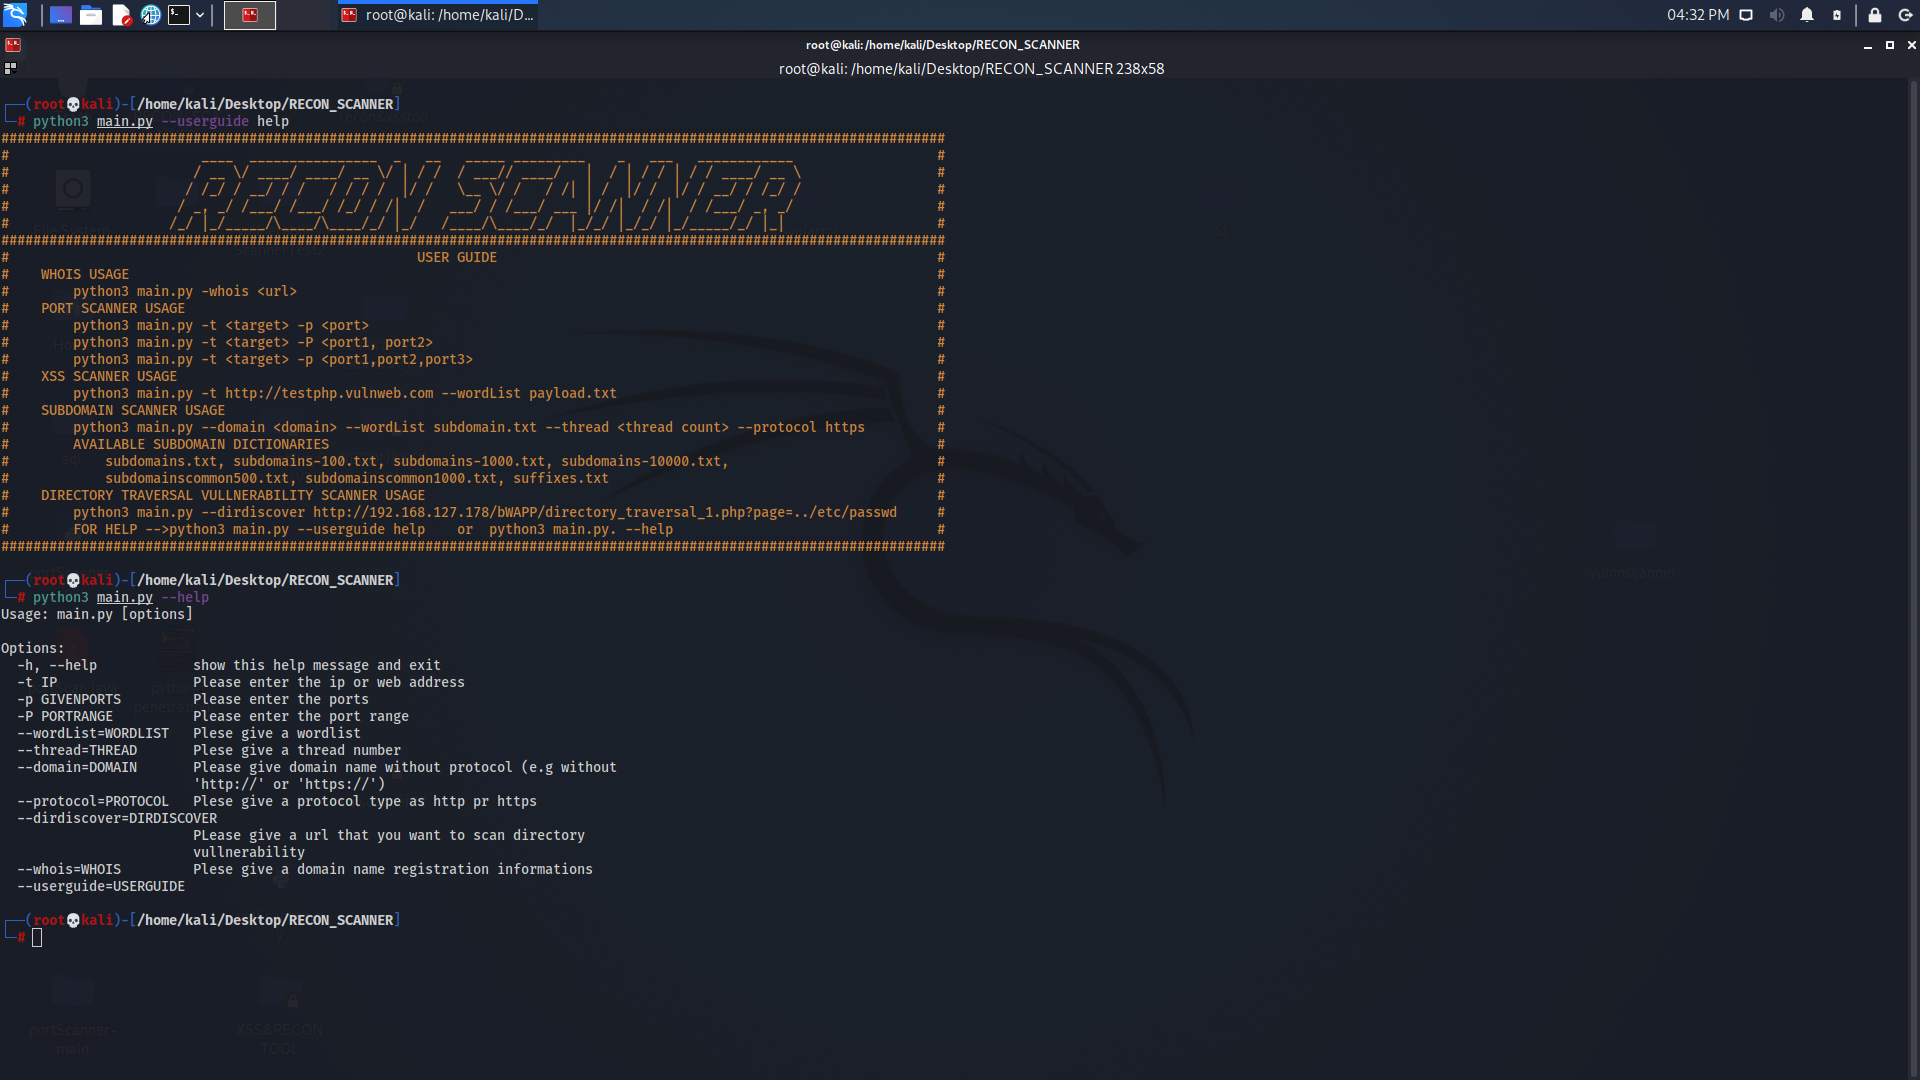 root@kali: /home/kali/D...
04:32 PM
root@kali: /home/kali/Desktop/RECON_SCANNER
root@kali: /home/kali/Desktop/RECON_SCANNER 238x58
(root💀kali)-[/home/kali/Desktop/RECON_SCANNER]
# python3 main.py --userguide help
RECON SCANNER
USER GUIDE
# WHOIS USAGE #
# python3 main.py -whois <url> #
# PORT SCANNER USAGE #
# python3 main.py -t <target> -p <port> #
# python3 main.py -t <target> -P <port1, port2> #
# python3 main.py -t <target> -p <port1,port2,port3> #
# XSS SCANNER USAGE #
# python3 main.py -t http://testphp.vulnweb.com --wordList payload.txt #
# SUBDOMAIN SCANNER USAGE #
# python3 main.py --domain <domain> --wordList subdomain.txt --thread <thread count> --protocol https #
# AVAILABLE SUBDOMAIN DICTIONARIES #
# subdomains.txt, subdomains-100.txt, subdomains-1000.txt, subdomains-10000.txt, #
# subdomainscommon500.txt, subdomainscommon1000.txt, suffixes.txt #
# DIRECTORY TRAVERSAL VULLNERABILITY SCANNER USAGE #
# python3 main.py --dirdiscover http://192.168.127.178/bWAPP/directory_traversal_1.php?page=../etc/passwd #
# FOR HELP -->python3 main.py --userguide help or python3 main.py. --help #
(root💀kali)-[/home/kali/Desktop/RECON_SCANNER]
# python3 main.py --help
Usage: main.py [options]
Options:
-h, --help show this help message and exit
-t IP Please enter the ip or web address
-p GIVENPORTS Please enter the ports
-P PORTRANGE Please enter the port range
--wordList=WORDLIST Plese give a wordlist
--thread=THREAD Plese give a thread number
--domain=DOMAIN Please give domain name without protocol (e.g without
'http://' or 'https://')
--protocol=PROTOCOL Plese give a protocol type as http pr https
--dirdiscover=DIRDISCOVER
PLease give a url that you want to scan directory
vullnerability
--whois=WHOIS Plese give a domain name registration informations
--userguide=USERGUIDE
(root💀kali)-[/home/kali/Desktop/RECON_SCANNER]
#
vulnnscanner
portScanner-
main
XSS&RECON
TOOL